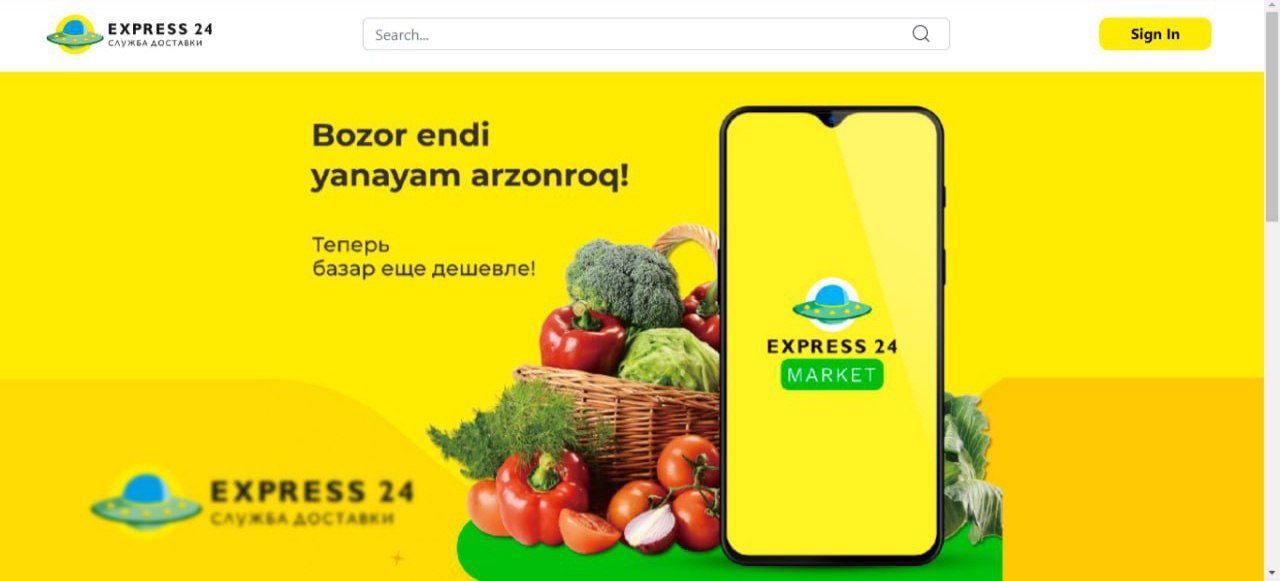 EXPRESS 24
СЛУЖБА ДОСТАВКИ
Search...
Sign In
Bozor endi
yanayam arzonroq!
Теперь
базар еще дешевле!
EXPRESS 24
MARKET
EXPRESS 24
СЛУЖБА ДОСТАВКИ